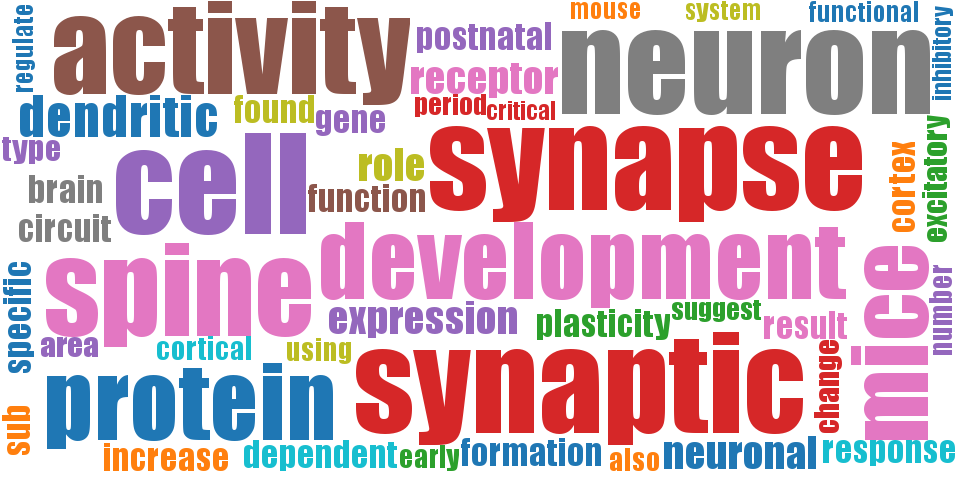 regulate
activity
mouse
system
functional
inhibitory
postnatal
neuron
receptor
dendritic
found
gene
period
critical
type
cell
role
synapse
cortex
excitatory
brain
function
circuit
development
spine
mice
specific
expression
plasticity
suggest
result
number
area
cortical
using
protein
synaptic
change
sub
increase
dependent
early
formation
also
neuronal
response